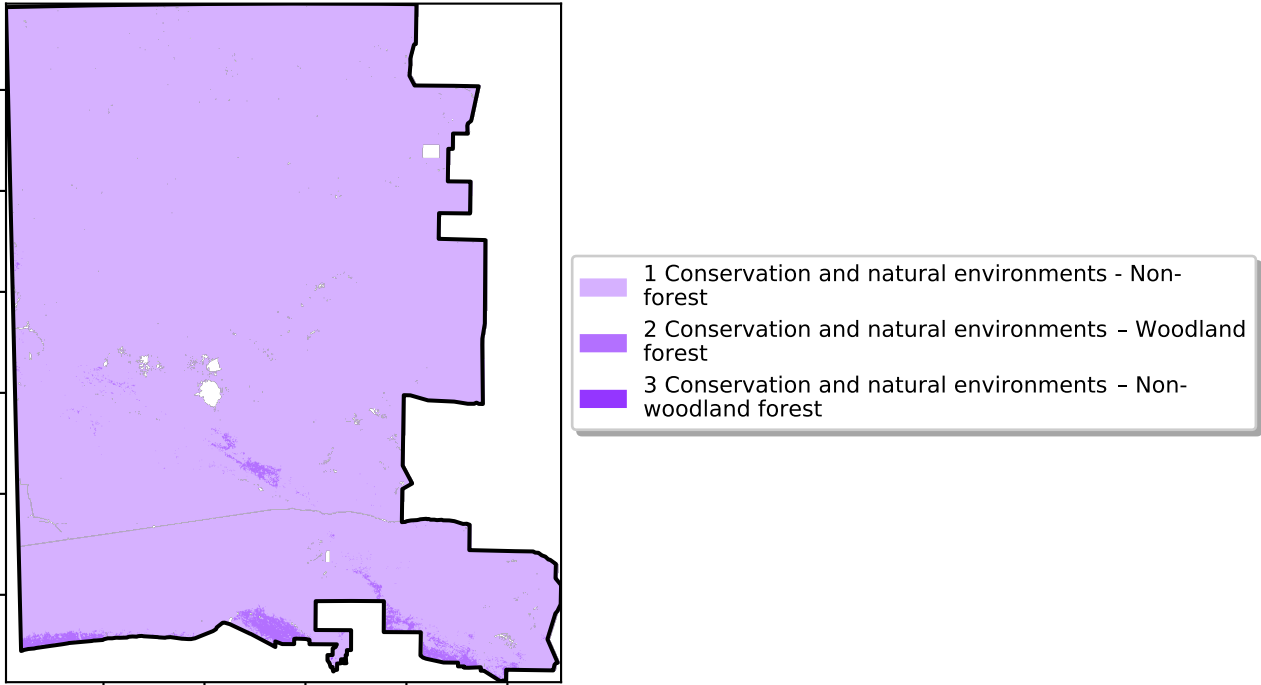 1 Conservation and natural environments - Non-
forest
2 Conservation and natural environments – Woodland
forest
3 Conservation and natural environments – Non-
woodland forest